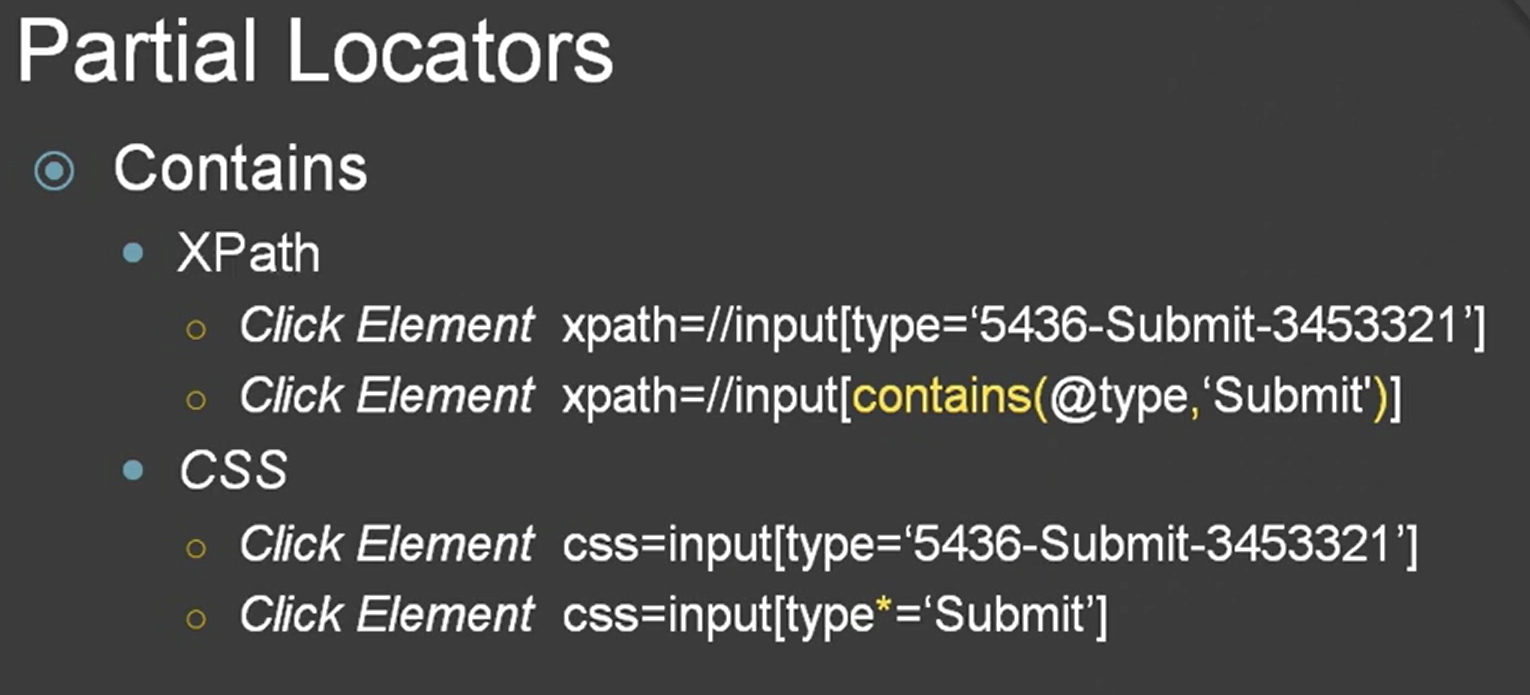 Partial Locators
Contains
XPath
Click Element xpath=//input[type=‘5436-Submit-3453321’]
Click Element xpath=//input[contains(@type,‘Submit')]
CSS
Click Element css=input[type=‘5436-Submit-3453321’]
Click Element css=input[type*=‘Submit’]